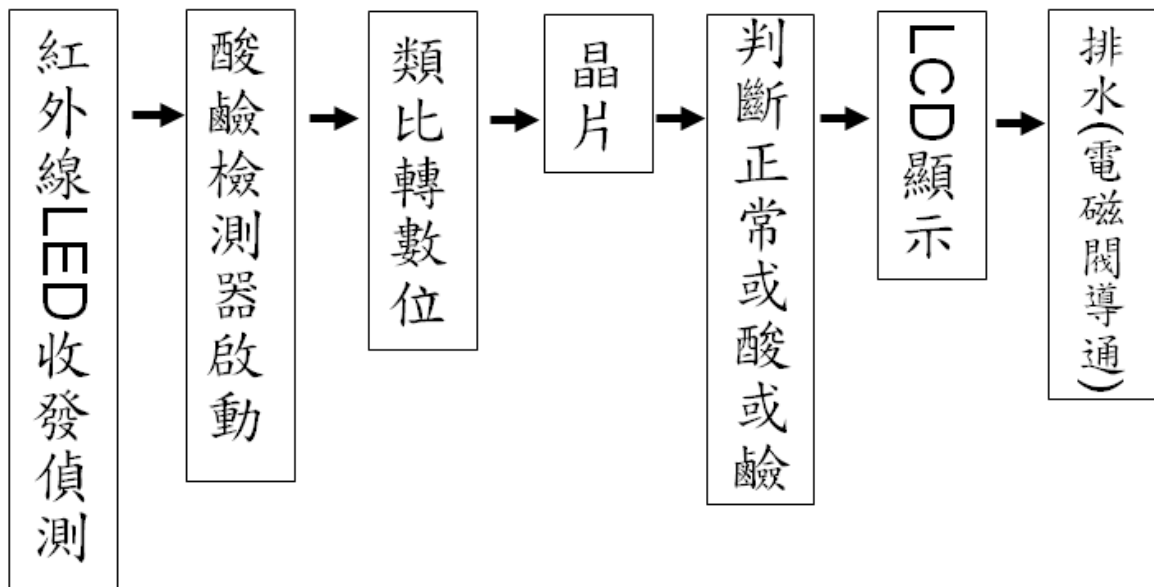 紅外線LED收發偵測
酸鹼檢測器啟動
類比轉數位
晶片
判斷正常或酸或鹼
LCD顯示
排水(電磁閥導通)